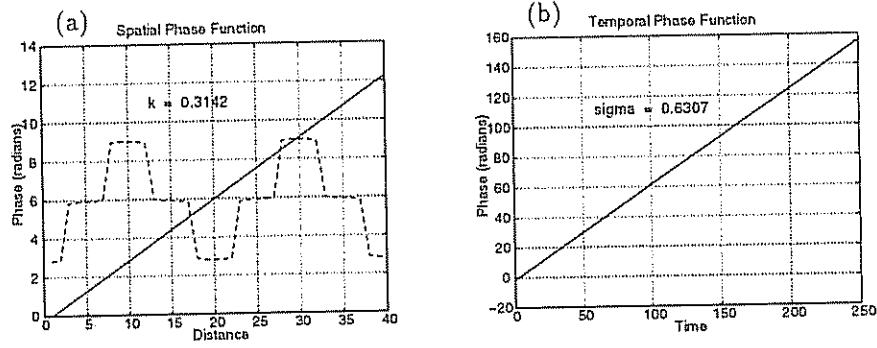 (a)
Spatial Phase Function
14
12
10
8
6
4
2
0
Phase (radians)
k = 0.3142
0 5 10 15 20 25 30 35 40
Distance
(b)
Temporal Phase Function
160
140
120
100
80
60
40
20
0
-20
Phase (radians)
sigma = 0.6307
0 50 100 150 200 250
Time